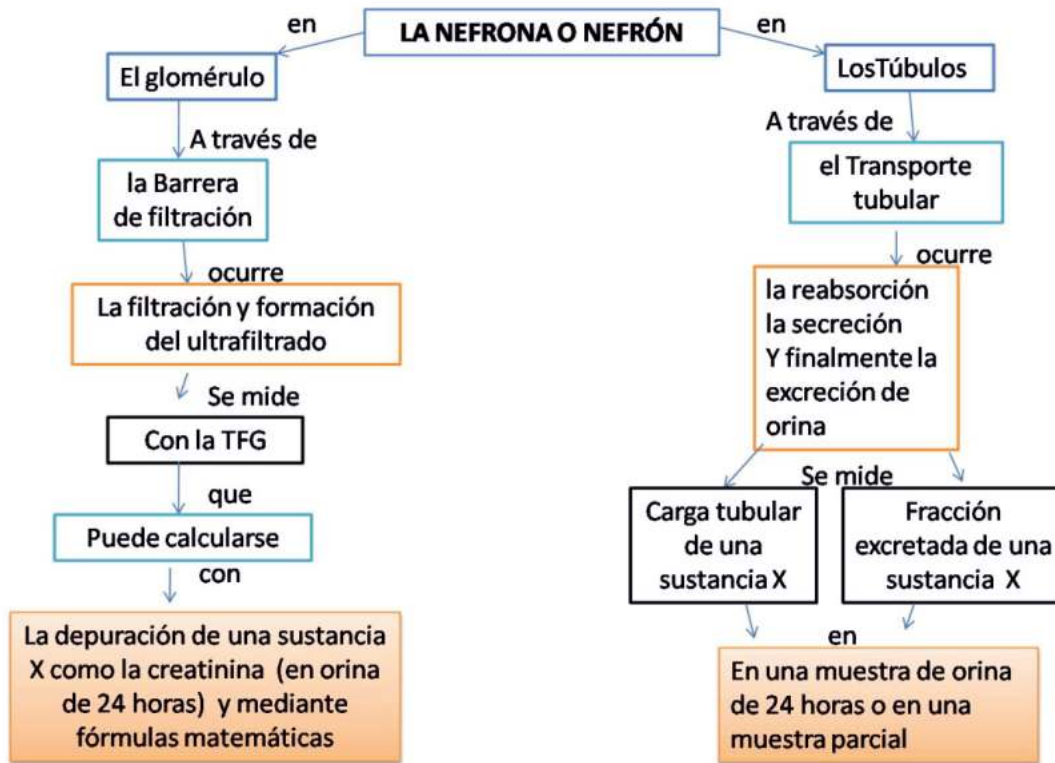 LA NEFRONA O NEFRÓN
en
El glomérulo
A través de
la Barrera
de filtración
ocurre
La filtración y formación
del ultrafiltrado
Se mide
Con la TFG
que
Puede calcularse
con
La depuración de una sustancia
X como la creatinina (en orina
de 24 horas) y mediante
fórmulas matemáticas
en
LosTúbulos
A través de
el Transporte
tubular
ocurre
la reabsorción
la secreción
Y finalmente la
excreción de
orina
Se mide
Carga tubular
de una
sustancia X
Fracción
excretada de una
sustancia X
en
En una muestra de orina
de 24 horas o en una
muestra parcial